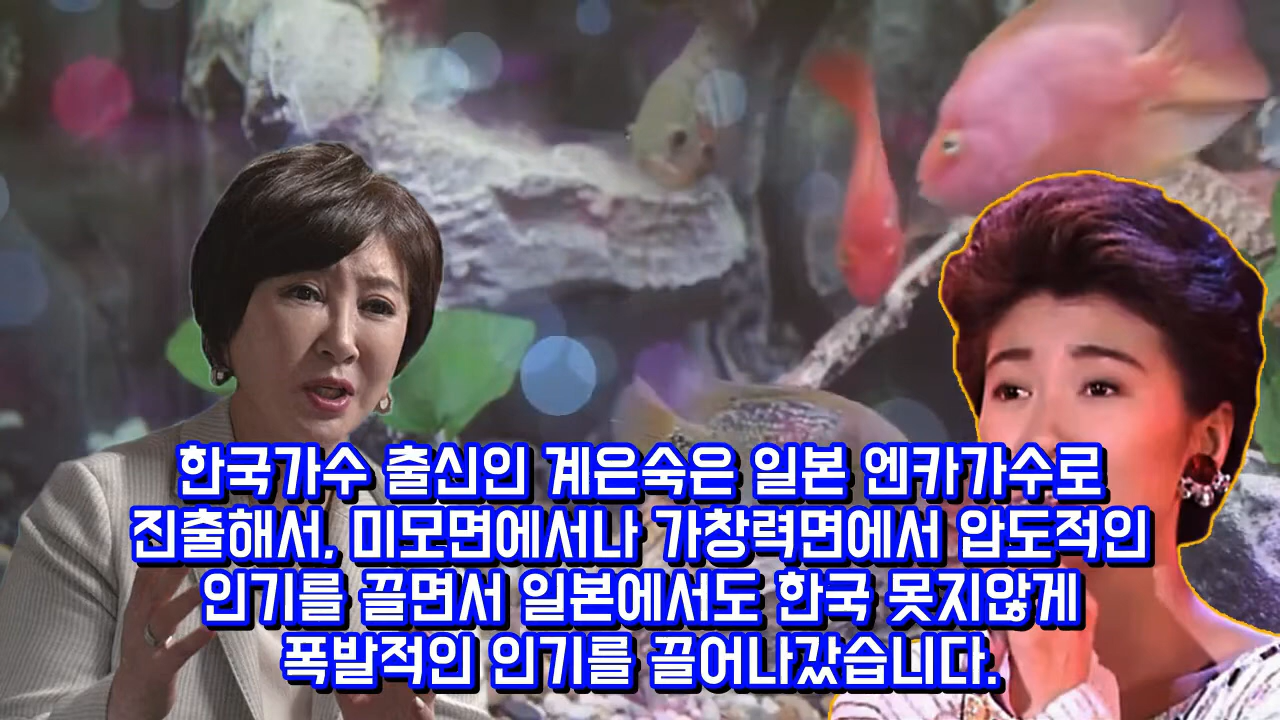 한국가수 출신인 계은숙은 일본 엔카가수로
진출해서, 미모면에서나 가창력면에서 압도적인
인기를 끌면서 일본에서도 한국 못지않게
폭발적인 인기를 끌어나갔습니다.